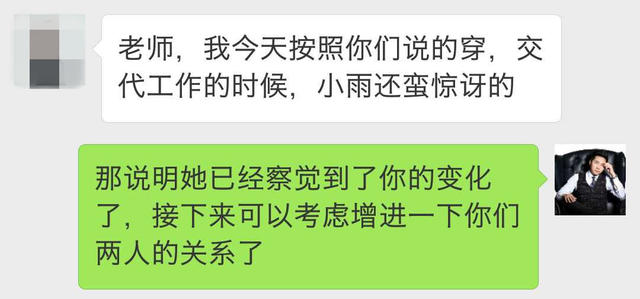 老师，我今天按照你们说的穿，交
代工作的时候，小雨还蛮惊讶的
那说明她已经察觉到了你的变化
了，接下来可以考虑增进一下你们
两人的关系了